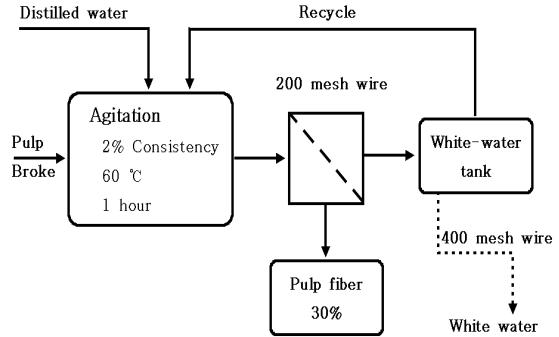 Distilled water
Recycle
200 mesh wire
Agitation
2% Consistency
60 ℃
1 hour
Pulp
Broke
White-water
tank
400 mesh wire
Pulp fiber
30%
White water